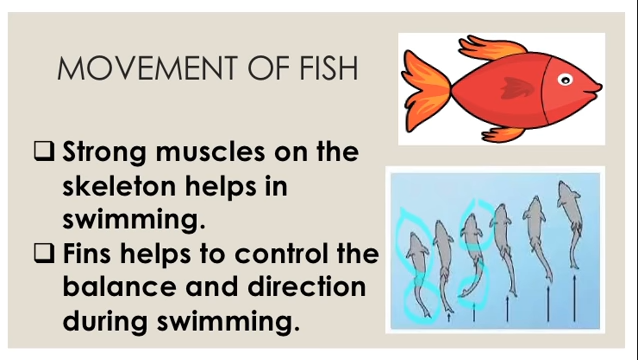 MOVEMENT OF FISH
❑ Strong muscles on the
skeleton helps in
swimming.
❑ Fins helps to control the
balance and direction
during swimming.